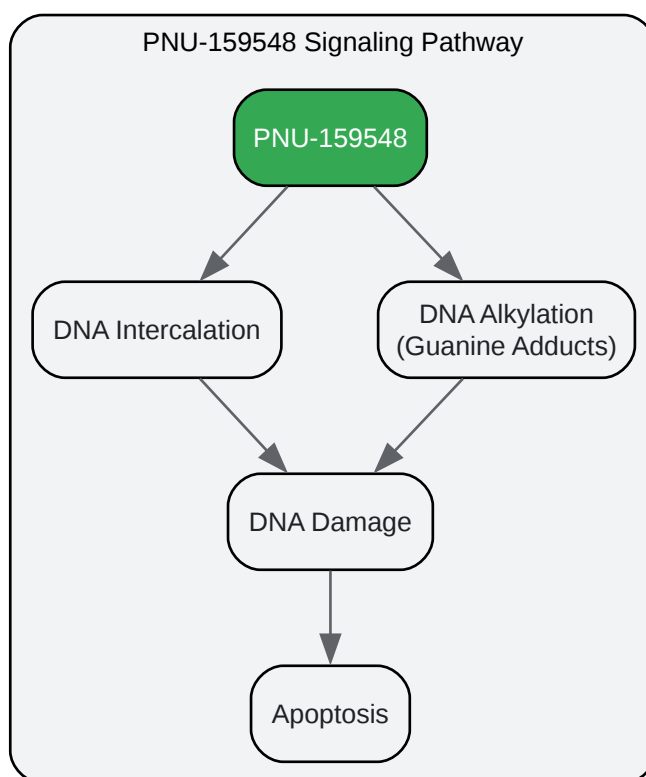 PNU-159548 Signaling Pathway
PNU-159548
DNA Intercalation
DNA Alkylation
(Guanine Adducts)
DNA Damage
Apoptosis